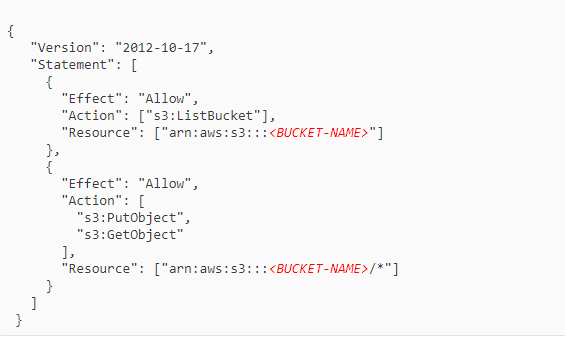 {
"Version": "2012-10-17",
"Statement": [
{
"Effect": "Allow",
"Action": ["s3:ListBucket"],
"Resource": ["arn:aws:s3:::<BUCKET-NAME>"]
},
{
"Effect": "Allow",
"Action": [
"s3:PutObject",
"s3:GetObject"
],
"Resource": ["arn:aws:s3:::<BUCKET-NAME>/*"]
}
]
}